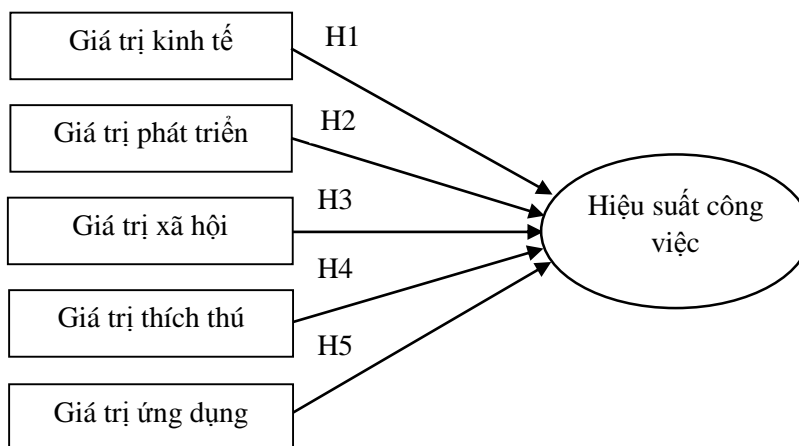 Giá trị kinh tế
H1
Giá trị phát triển
H2
Giá trị xã hội
H3
Giá trị thích thú
H4
Giá trị ứng dụng
H5
Hiệu suất công
việc